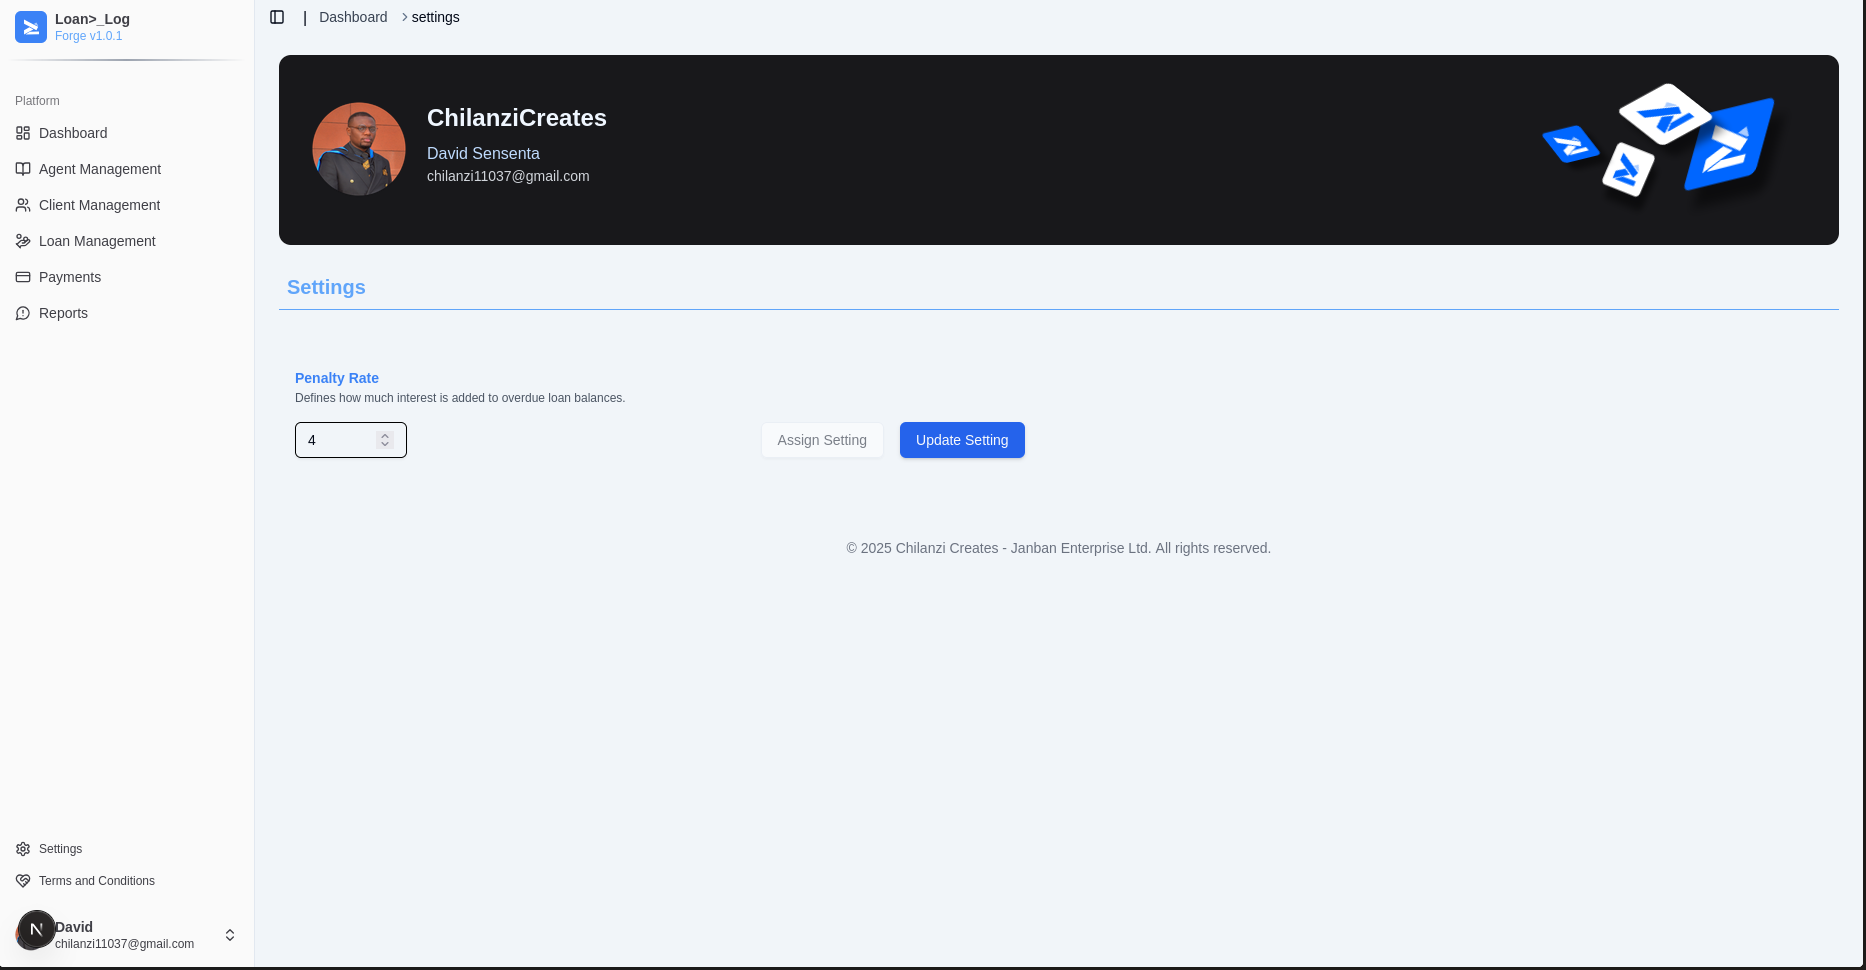 Loan>_Log
Forge v1.0.1
Platform
Dashboard
Agent Management
Client Management
Loan Management
Payments
Reports
Settings
Terms and Conditions
N
David
chilanzi11037@gmail.com
| Dashboard > settings
ChilanziCreates
David Sensenta
chilanzi11037@gmail.com
Settings
Penalty Rate
Defines how much interest is added to overdue loan balances.
4
Assign Setting
Update Setting
© 2025 Chilanzi Creates - Janban Enterprise Ltd. All rights reserved.